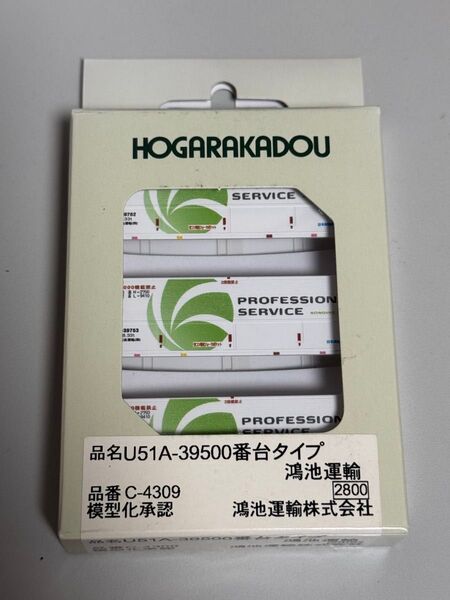 HOGARAKADOU
SERVICE
PROFESSION
SERVICE
PROFESSION
品名U51A-39500番台タイプ
鴻池運輸
2800
品番 C-4309
模型化承認 鴻池運輸株式会社